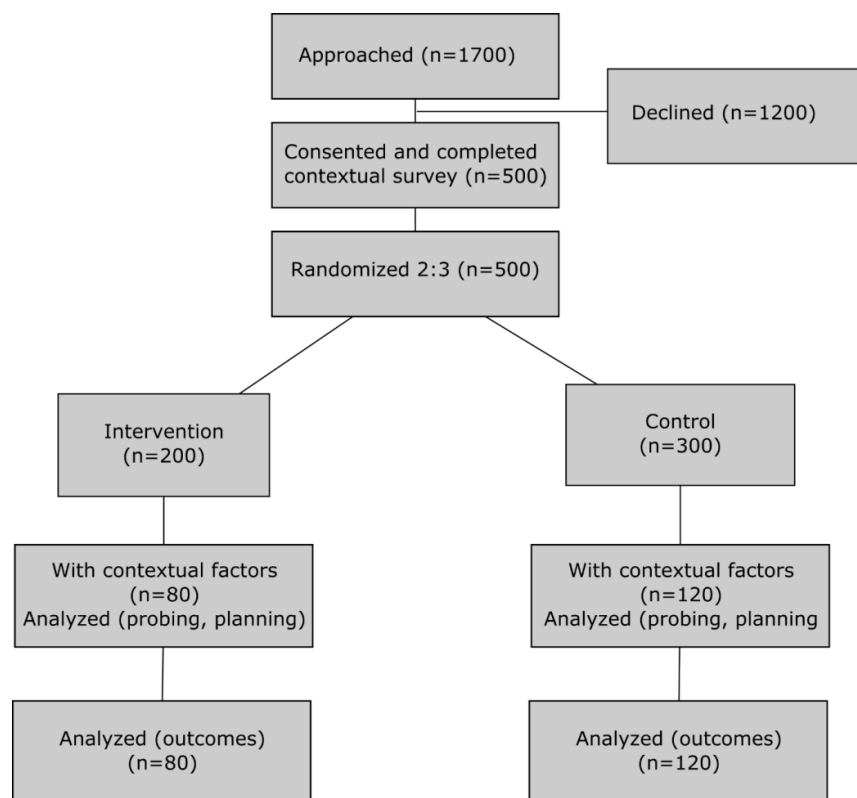 Approached (n=1700)
Declined (n=1200)
Consented and completed
contextual survey (n=500)
Randomized 2:3 (n=500)
Intervention
(n=200)
Control
(n=300)
With contextual factors
(n=80)
Analyzed (probing, planning)
With contextual factors
(n=120)
Analyzed (probing, planning
Analyzed (outcomes)
(n=80)
Analyzed (outcomes)
(n=120)